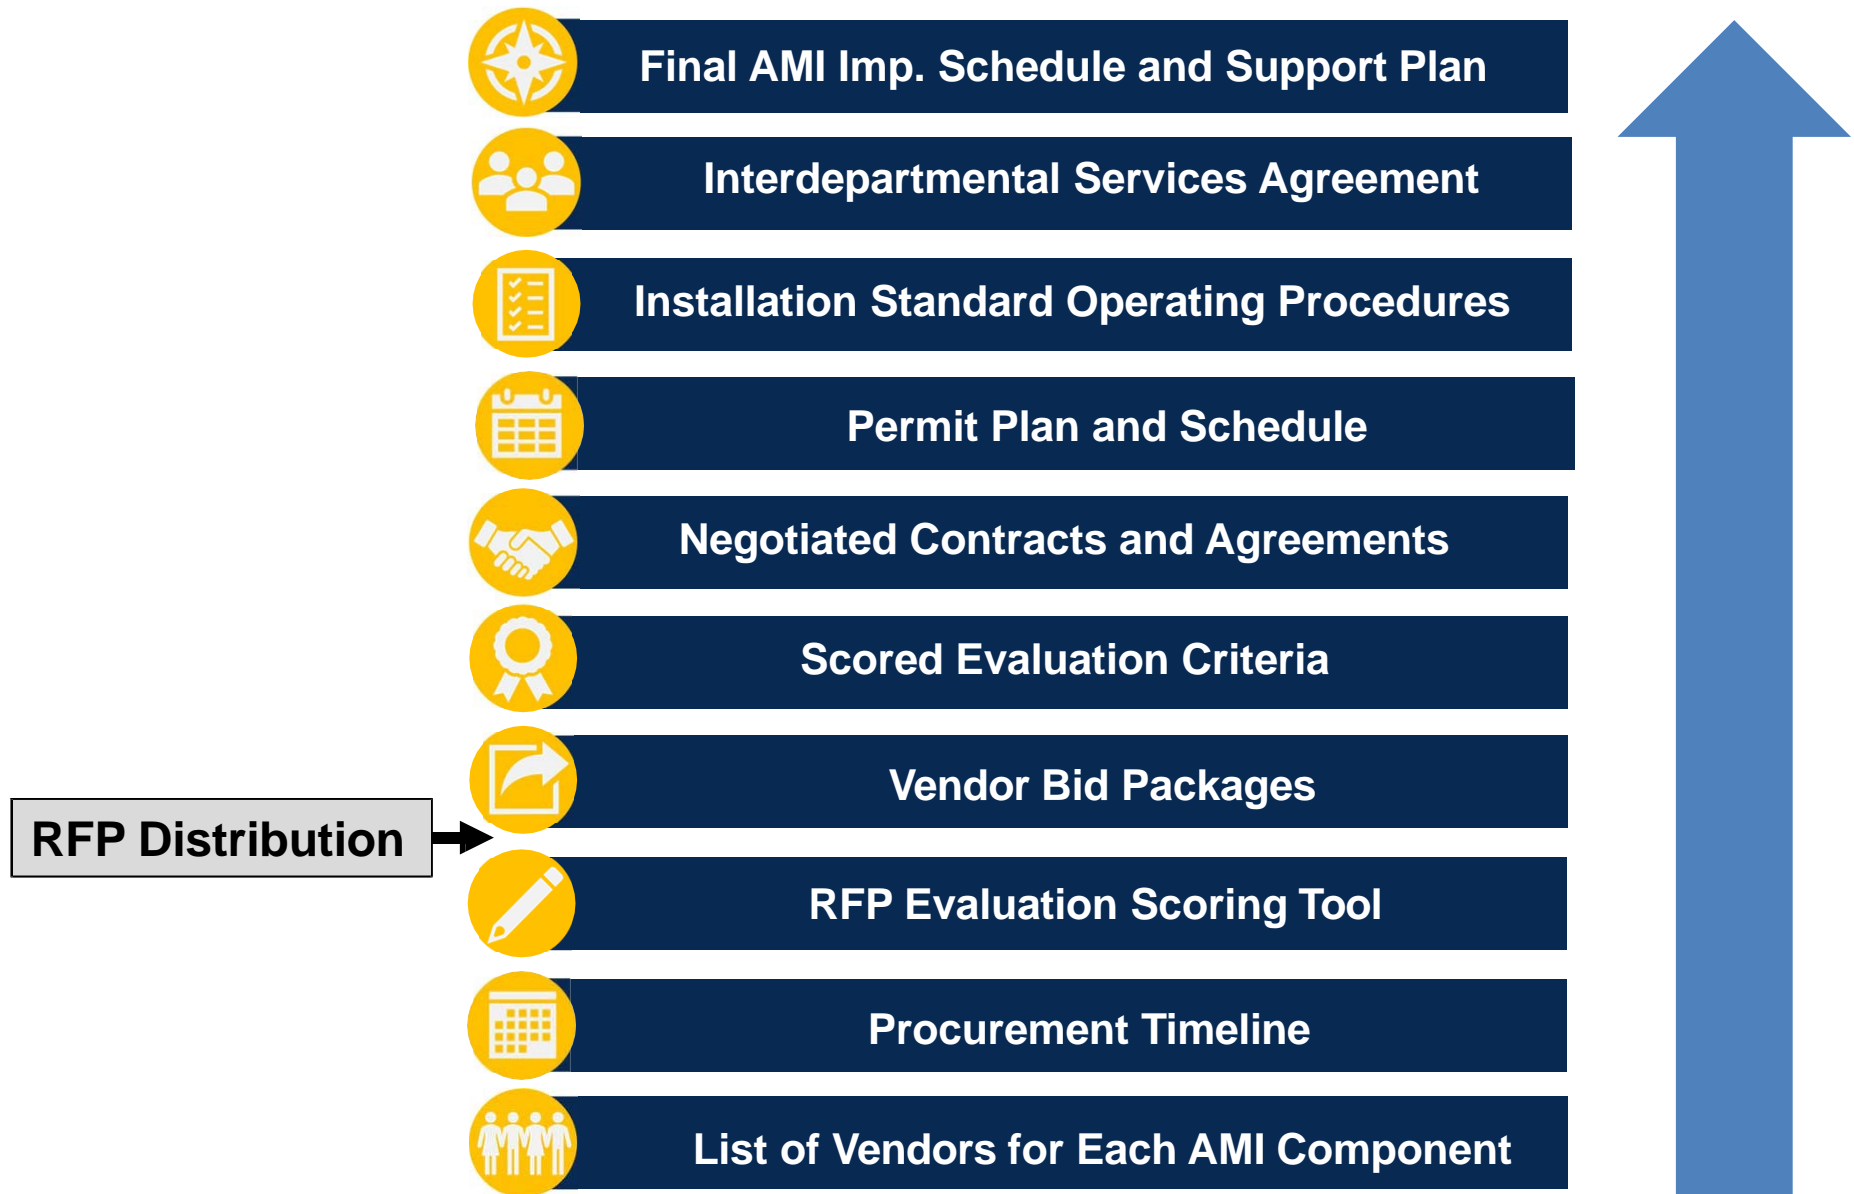 Final AMI Imp. Schedule and Support Plan
Interdepartmental Services Agreement
Installation Standard Operating Procedures
Permit Plan and Schedule
Negotiated Contracts and Agreements
Scored Evaluation Criteria
Vendor Bid Packages
RFP Distribution
RFP Evaluation Scoring Tool
Procurement Timeline
List of Vendors for Each AMI Component